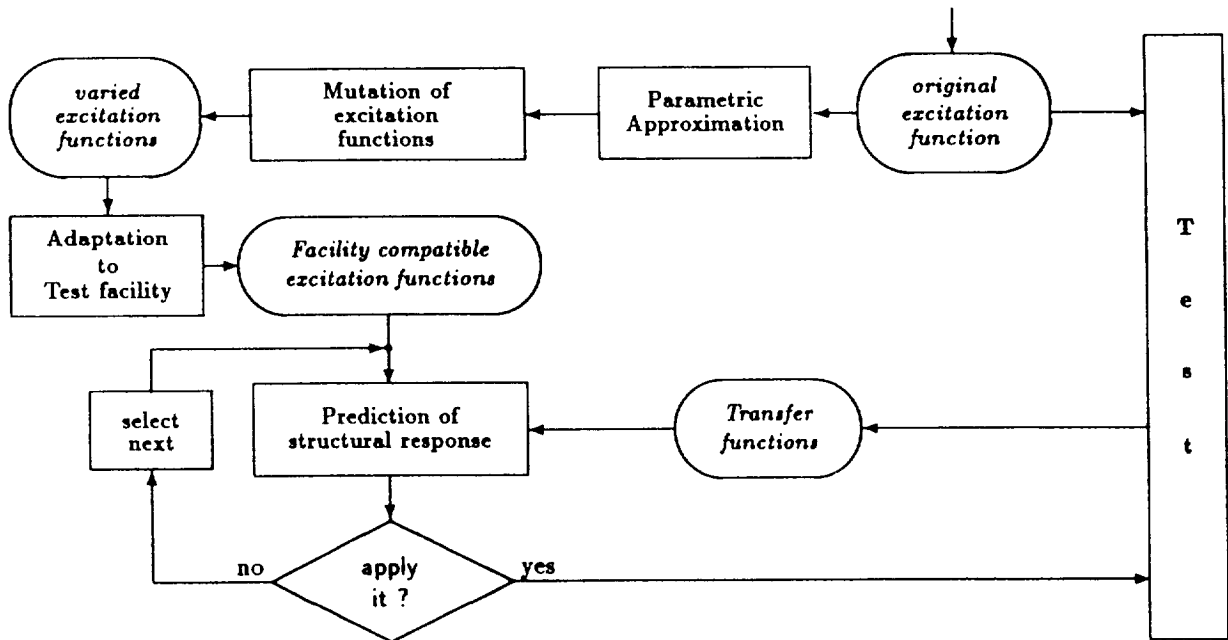 varied
excitation
functions
Mutation of
excitation
functions
Parametric
Approximation
original
excitation
function
Adaptation
to
Test facility
Facility compatible
excitation functions
T
e
s
t
select
next
Prediction of
structural response
Transfer
functions
no
apply
it ?
yes